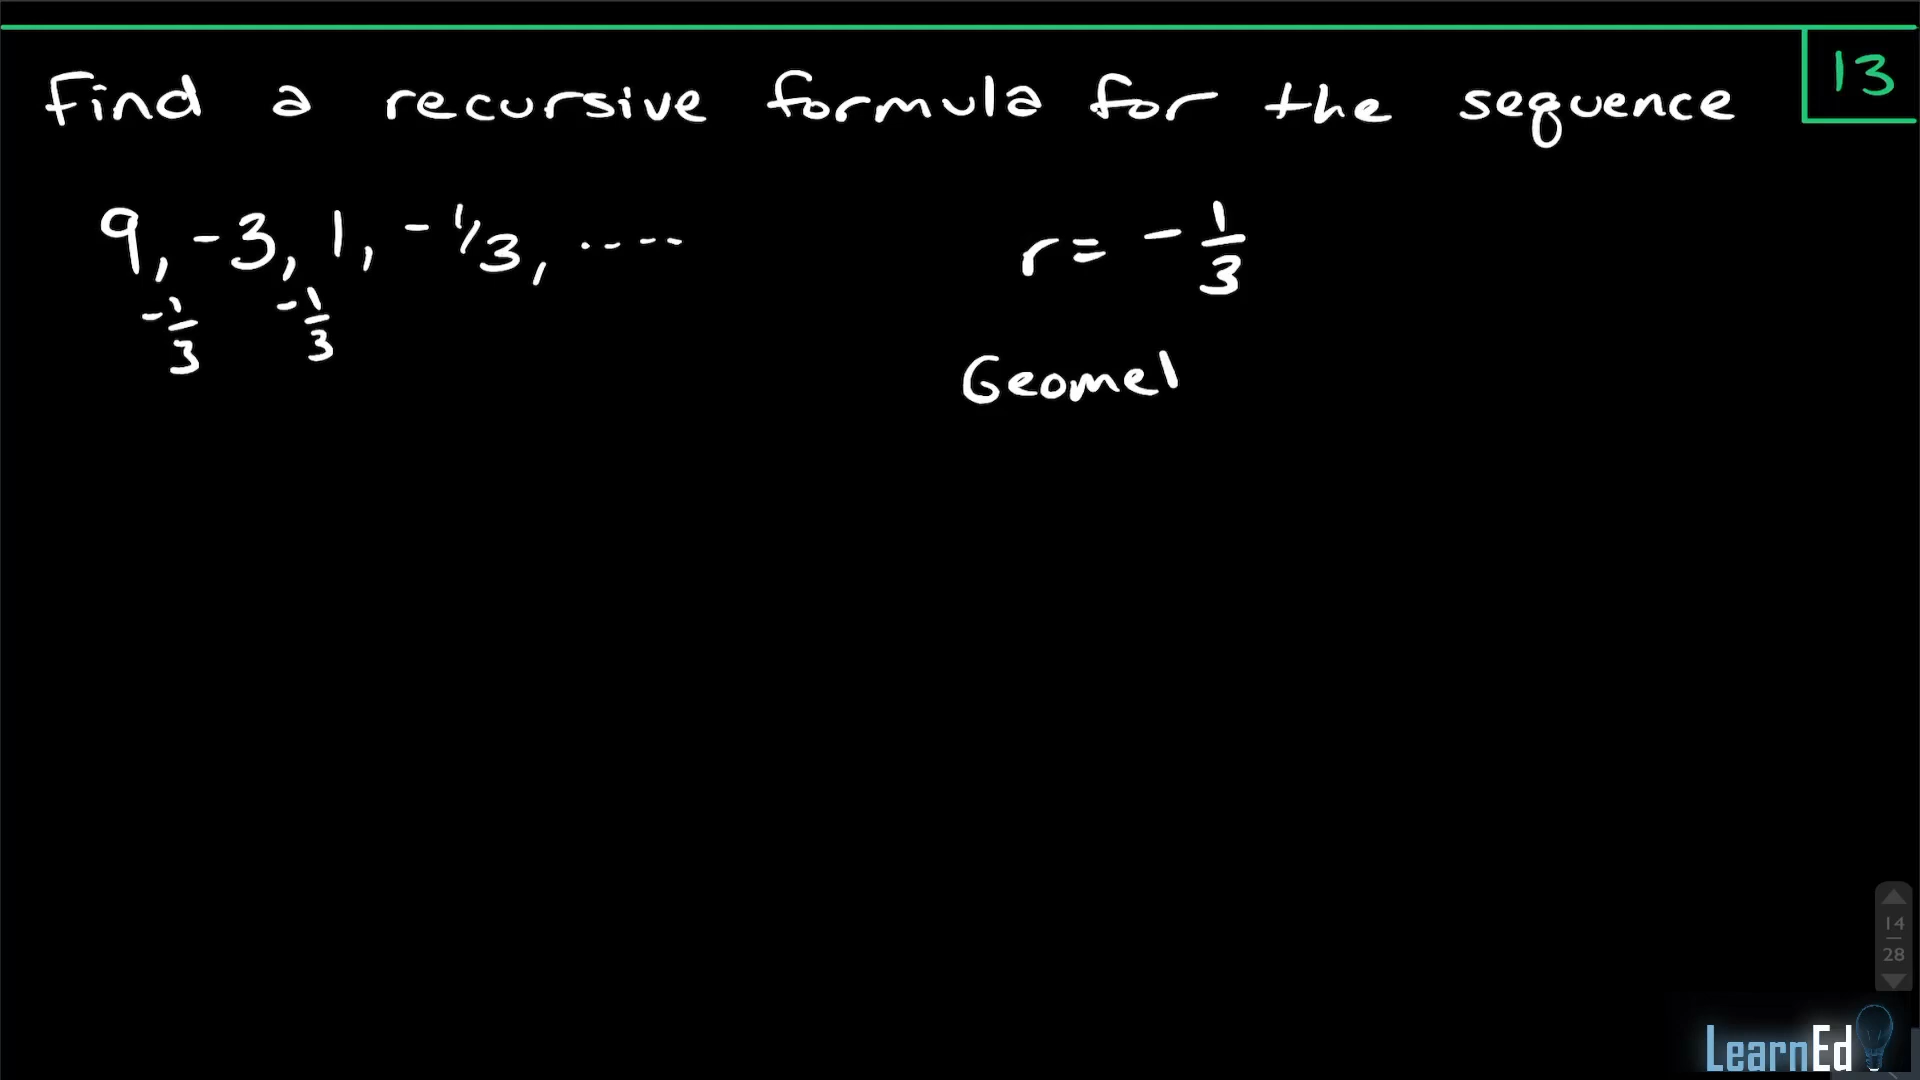 Find a recursive formula for the sequence
13
9, -3, 1, -1/3, ....
r = -1/3
-1/3 -1/3
Geomel
14
28
LearnEd